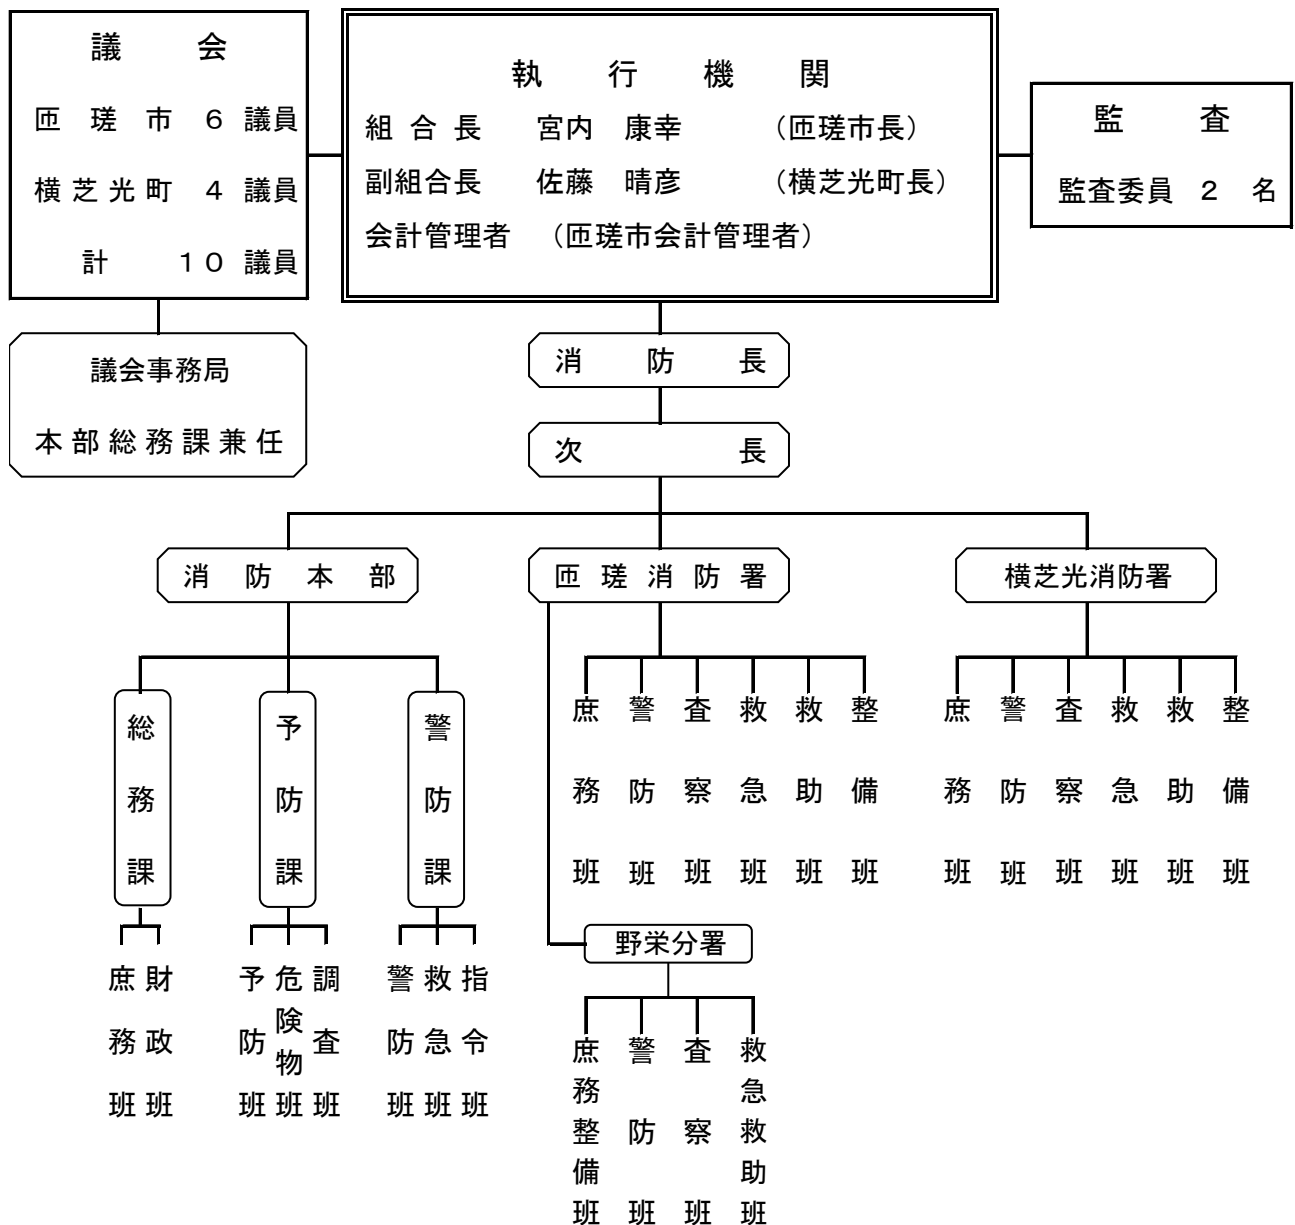 議会
匝瑳市 6 議員
横芝光町 4 議員
計 10 議員
執行機関
組合長 宮内 康幸 (匝瑳市長)
副組合長 佐藤 晴彦 (横芝光町長)
会計管理者 (匝瑳市会計管理者)
監査
監査委員 2 名
議会事務局
本部総務課兼任
消防長
次長
消防本部
匝瑳消防署
横芝光消防署
総務課
予防課
警防課
庶務班
財政班
予防班
危険物班
調査班
警防班
救急班
指令班
庶務班
警防班
査察班
救急班
救助班
整備班
野栄分署
庶務整備班
警防班
査察班
救急救助班
庶務班
警防班
査察班
救急班
救助班
整備班